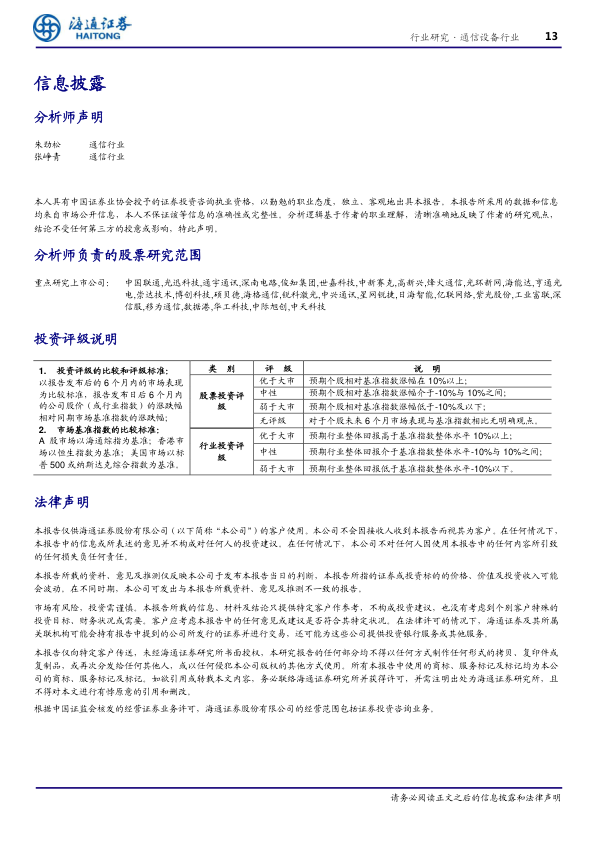 海通证券
HAITONG
行业研究·通信设备行业 13
信息披露
分析师声明
朱劲松 通信行业
张峥青 通信行业
本人具有中国证券业协会授予的证券投资咨询执业资格，以勤勉的职业态度，独立、客观地出具本报告。本报告所采用的数据和信息
均来自市场公开信息，本人不保证该等信息的准确性或完整性。分析逻辑基于作者的职业理解，清晰准确地反映了作者的研究观点，
结论不受任何第三方的授意或影响，特此声明。
分析师负责的股票研究范围
重点研究上市公司： 中国联通,光迅科技,通宇通讯,深南电路,俊知集团,世嘉科技,中新赛克,高新兴,烽火通信,光环新网,海能达,亨通光
电,崇达技术,博创科技,硕贝德,海格通信,锐科激光,中兴通讯,星网锐捷,日海智能,亿联网络,紫光股份,工业富联,深
信服,移为通信,数据港,华工科技,中际旭创,中天科技
投资评级说明
1. 投资评级的比较和评级标准：
以报告发布后的 6 个月内的市场表现
为比较标准，报告发布日后 6 个月内
的公司股价（或行业指数）的涨跌幅
相对同期市场基准指数的涨跌幅；
2. 市场基准指数的比较标准：
A 股市场以海通综指为基准；香港市
场以恒生指数为基准；美国市场以标
普 500 或纳斯达克综合指数为基准。
类 别 评 级 说 明
股票投资评
级
优于大市 预期个股相对基准指数涨幅在 10%以上；
中性 预期个股相对基准指数涨幅介于-10%与 10%之间；
弱于大市 预期个股相对基准指数涨幅低于-10%及以下；
无评级 对于个股未来 6 个月市场表现与基准指数相比无明确观点。
行业投资评
级
优于大市 预期行业整体回报高于基准指数整体水平 10%以上；
中性 预期行业整体回报介于基准指数整体水平-10%与 10%之间；
弱于大市 预期行业整体回报低于基准指数整体水平-10%以下。
法律声明
本报告仅供海通证券股份有限公司（以下简称“本公司”）的客户使用。本公司不会因接收人收到本报告而视其为客户。在任何情况下，
本报告中的信息或所表述的意见并不构成对任何人的投资建议。在任何情况下，本公司不对任何人因使用本报告中的任何内容所引致
的任何损失负任何责任。
本报告所载的资料、意见及推测仅反映本公司于发布本报告当日的判断，本报告所指的证券或投资标的的价格、价值及投资收入可能
会波动。在不同时期，本公司可发出与本报告所载资料、意见及推测不一致的报告。
市场有风险，投资需谨慎。本报告所载的信息、材料及结论只提供特定客户作参考，不构成投资建议，也没有考虑到个别客户特殊的
投资目标、财务状况或需要。客户应考虑本报告中的任何意见或建议是否符合其特定状况。在法律许可的情况下，海通证券及其所属
关联机构可能会持有报告中提到的公司所发行的证券并进行交易，还可能为这些公司提供投资银行服务或其他服务。
本报告仅向特定客户传送，未经海通证券研究所书面授权，本研究报告的任何部分均不得以任何方式制作任何形式的拷贝、复印件或
复制品，或再次分发给任何其他人，或以任何侵犯本公司版权的其他方式使用。所有本报告中使用的商标、服务标记及标记均为本公
司的商标、服务标记及标记。如欲引用或转载本文内容，务必联络海通证券研究所并获得许可，并需注明出处为海通证券研究所，且
不得对本文进行有悖原意的引用和删改。
根据中国证监会核发的经营证券业务许可，海通证券股份有限公司的经营范围包括证券投资咨询业务。
请务必阅读正文之后的信息披露和法律声明